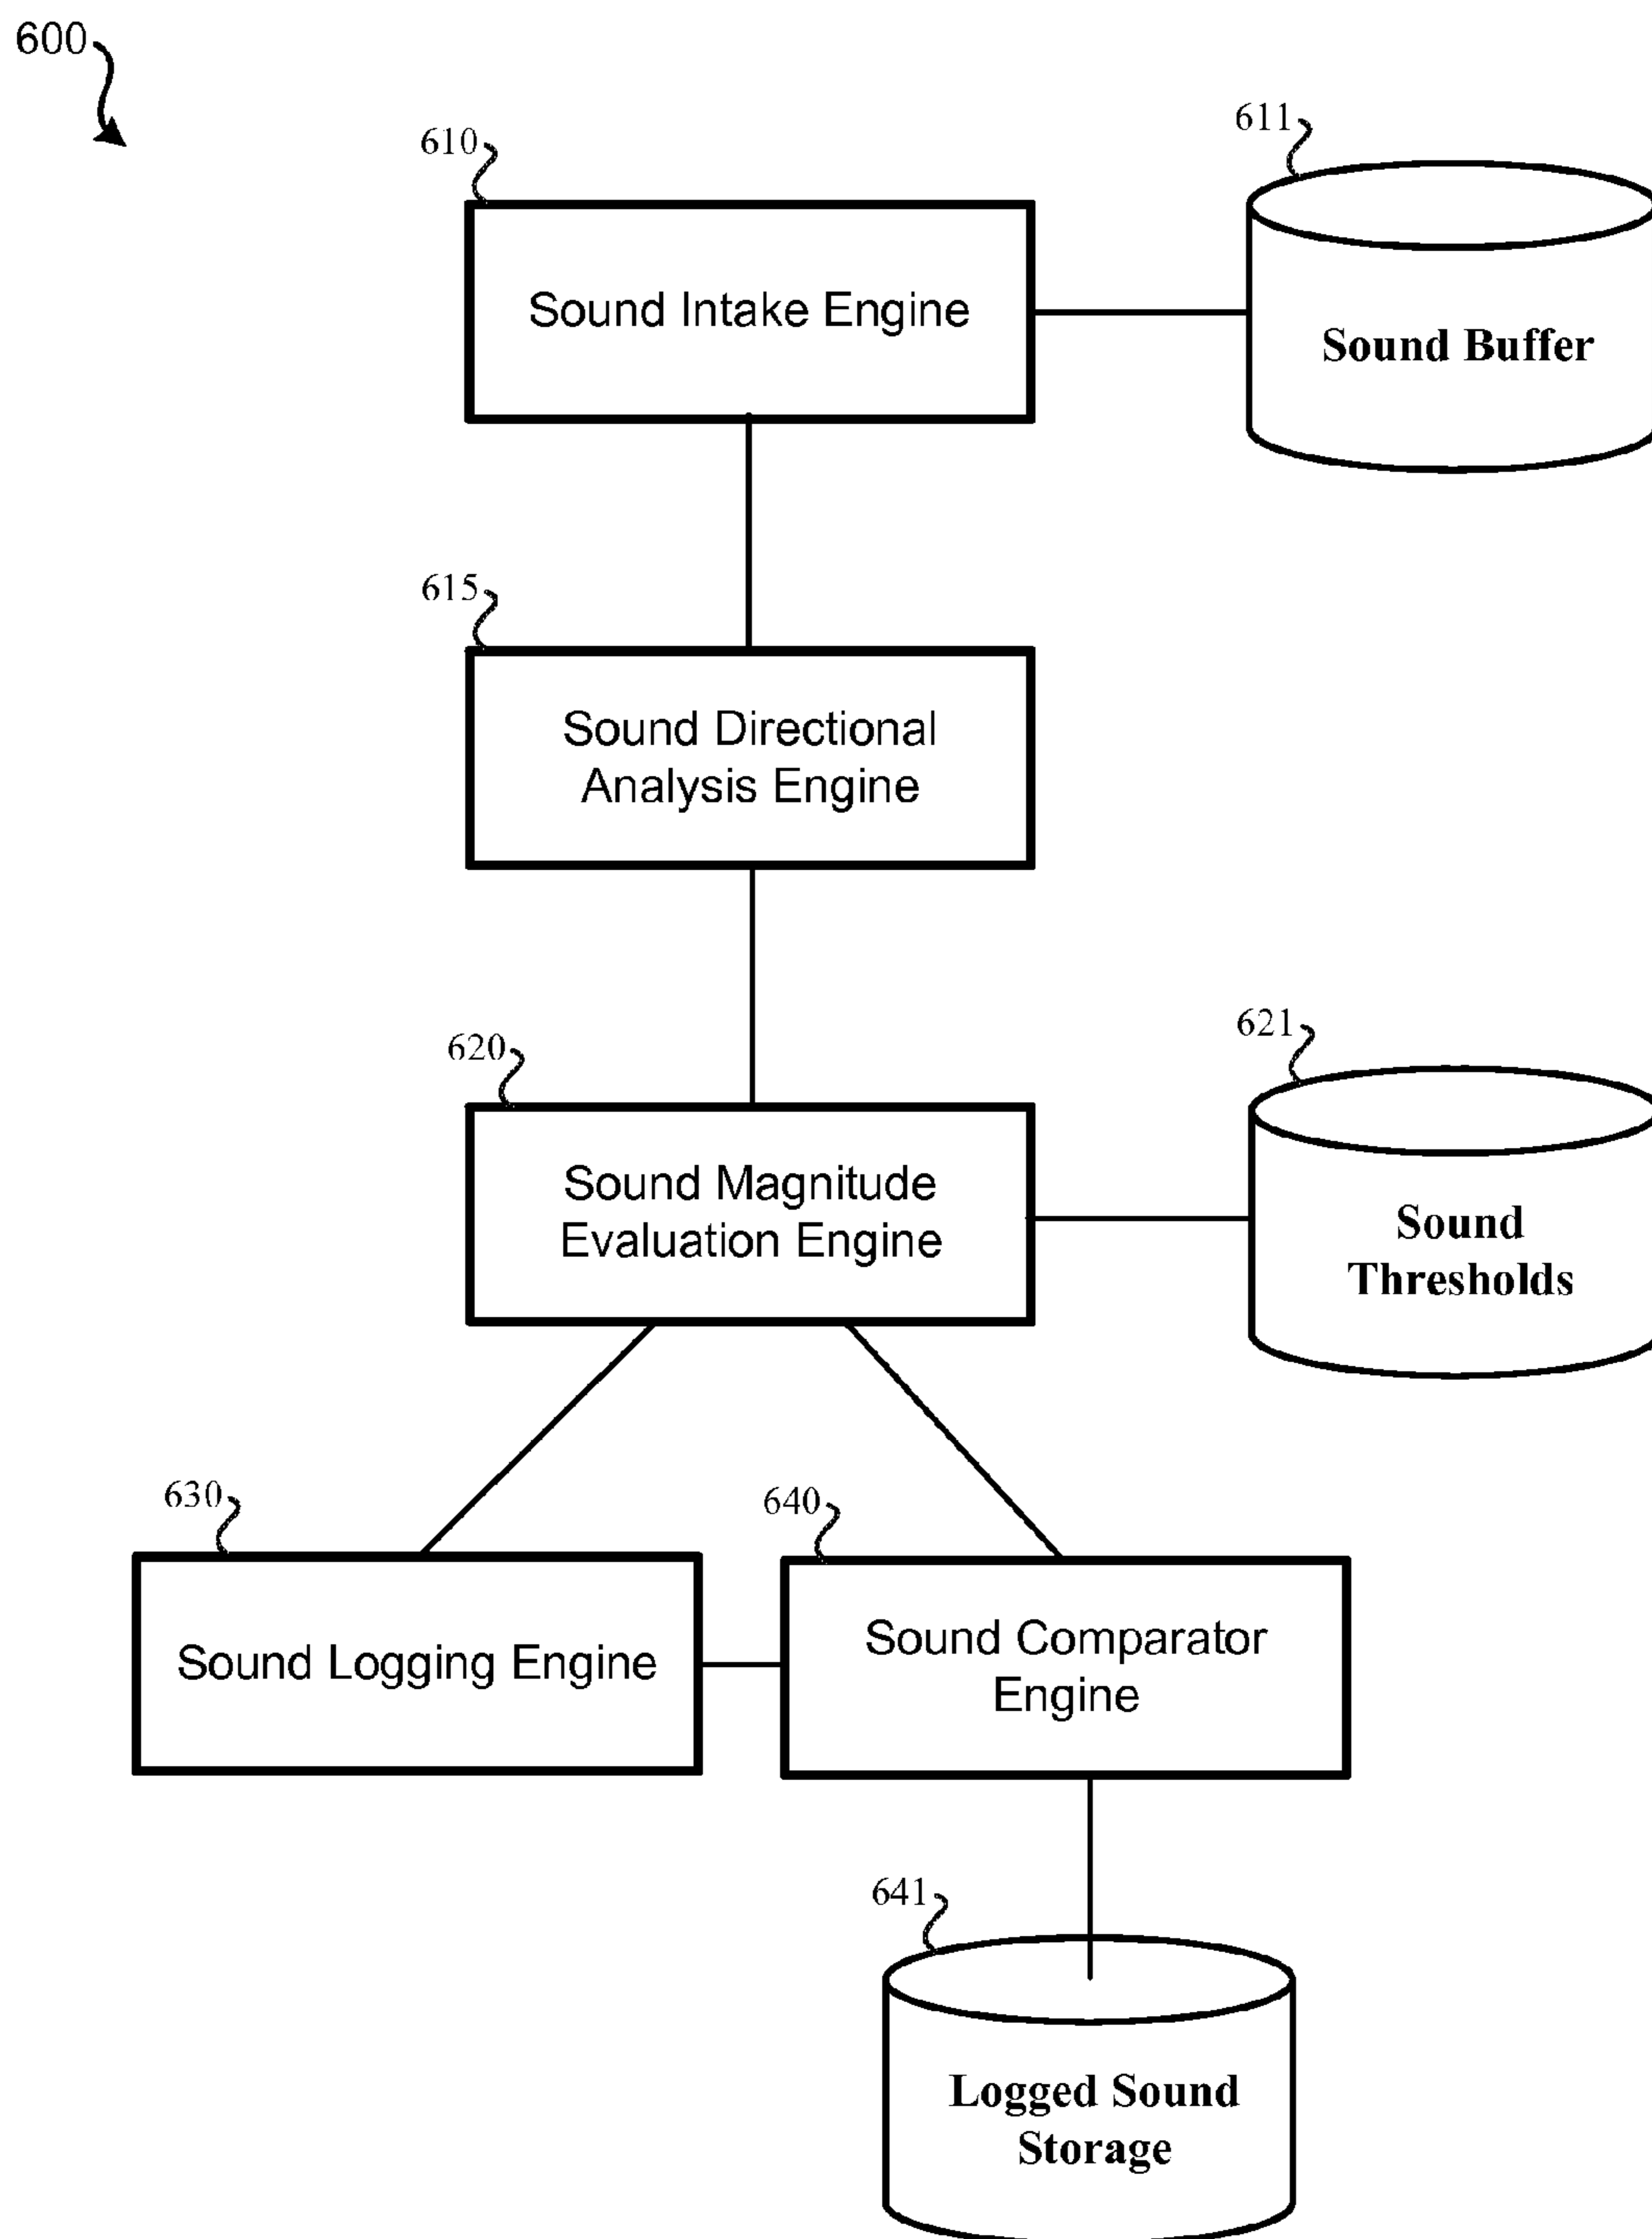 600
610
611
Sound Intake Engine
Sound Buffer
615
Sound Directional
Analysis Engine
620
621
Sound Magnitude
Evaluation Engine
Sound
Thresholds
630
640
Sound Logging Engine
Sound Comparator
Engine
641
Logged Sound
Storage